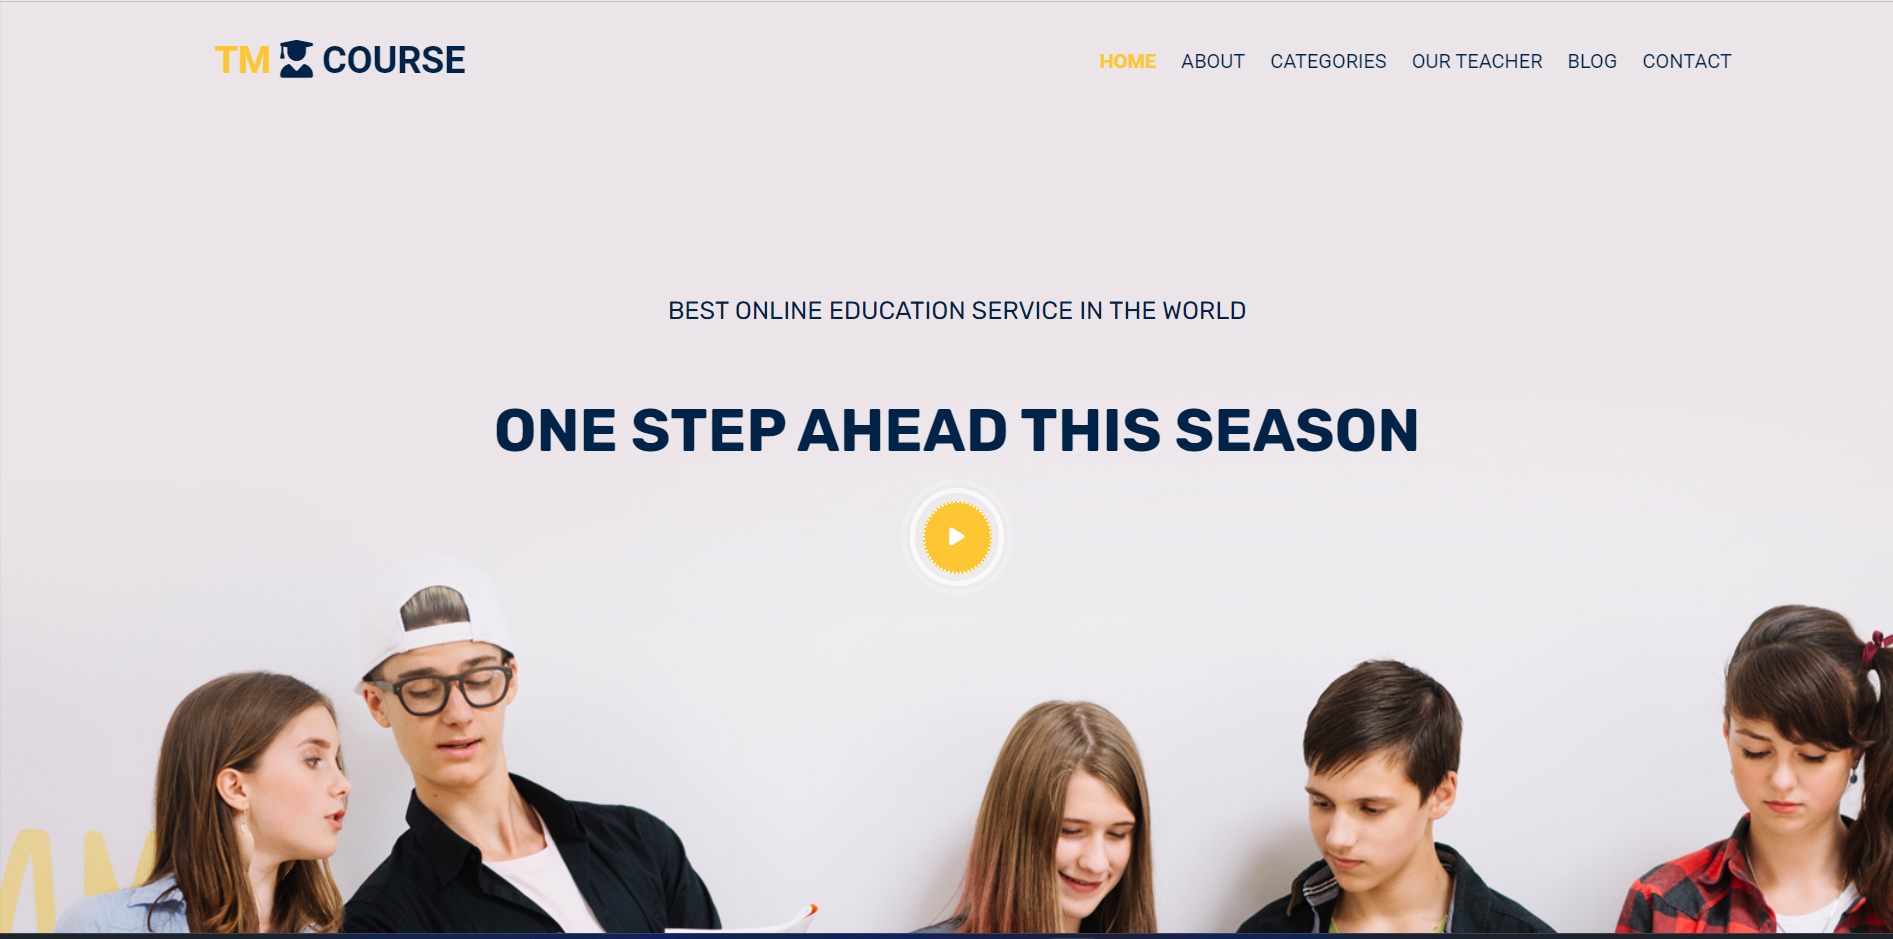 TM COURSE
HOME ABOUT CATEGORIES OUR TEACHER BLOG CONTACT
BEST ONLINE EDUCATION SERVICE IN THE WORLD
ONE STEP AHEAD THIS SEASON